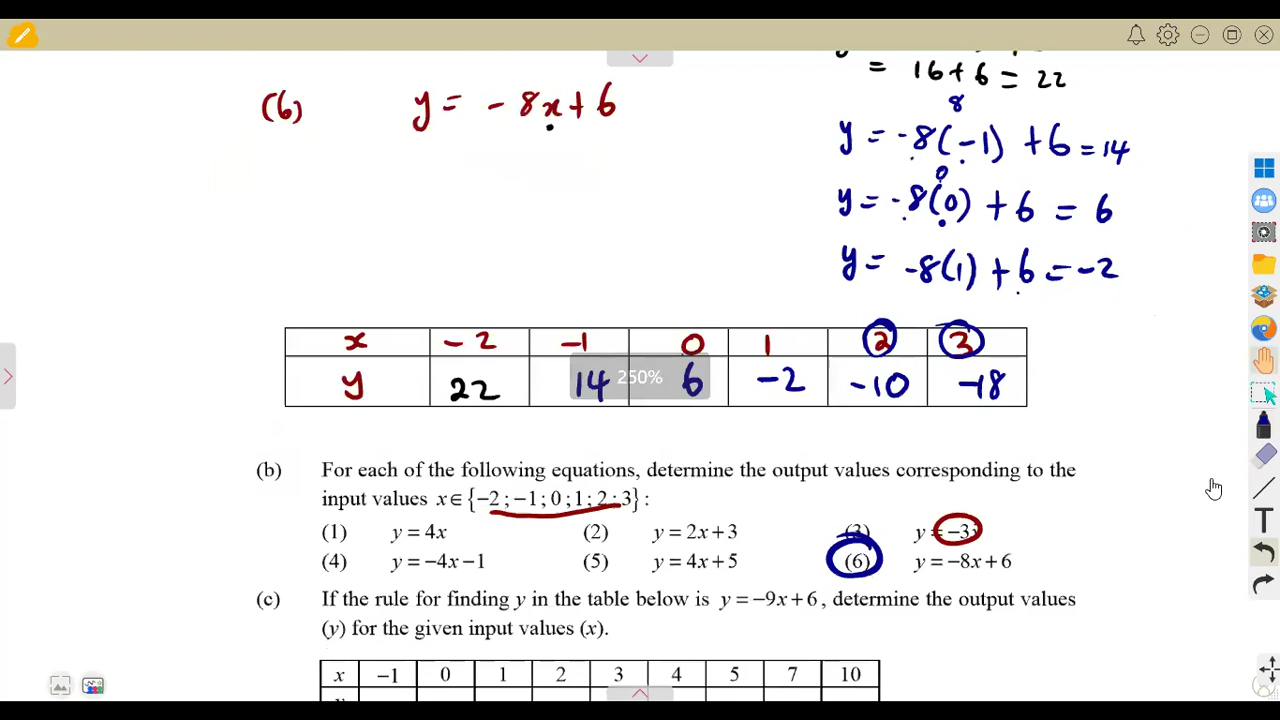 = 16 + 6 = 22
(6) y = -8x + 6
8
y = -8(-1) + 6 = 14
0
y = -8(0) + 6 = 6
y = -8(1) + 6 = -2
x -2 -1 0 1 2 3
y 22 14 6 -2 -10 -18
250%
(b) For each of the following equations, determine the output values corresponding to the
input values x∈{−2;−1;0;1;2;3}:
(1) y=4x (2) y=2x+3 (3) y=−3x
(4) y=−4x−1 (5) y=4x+5 (6) y=−8x+6
(c) If the rule for finding y in the table below is y=−9x+6, determine the output values
(y) for the given input values (x).
x −1 0 1 2 3 4 5 7 10